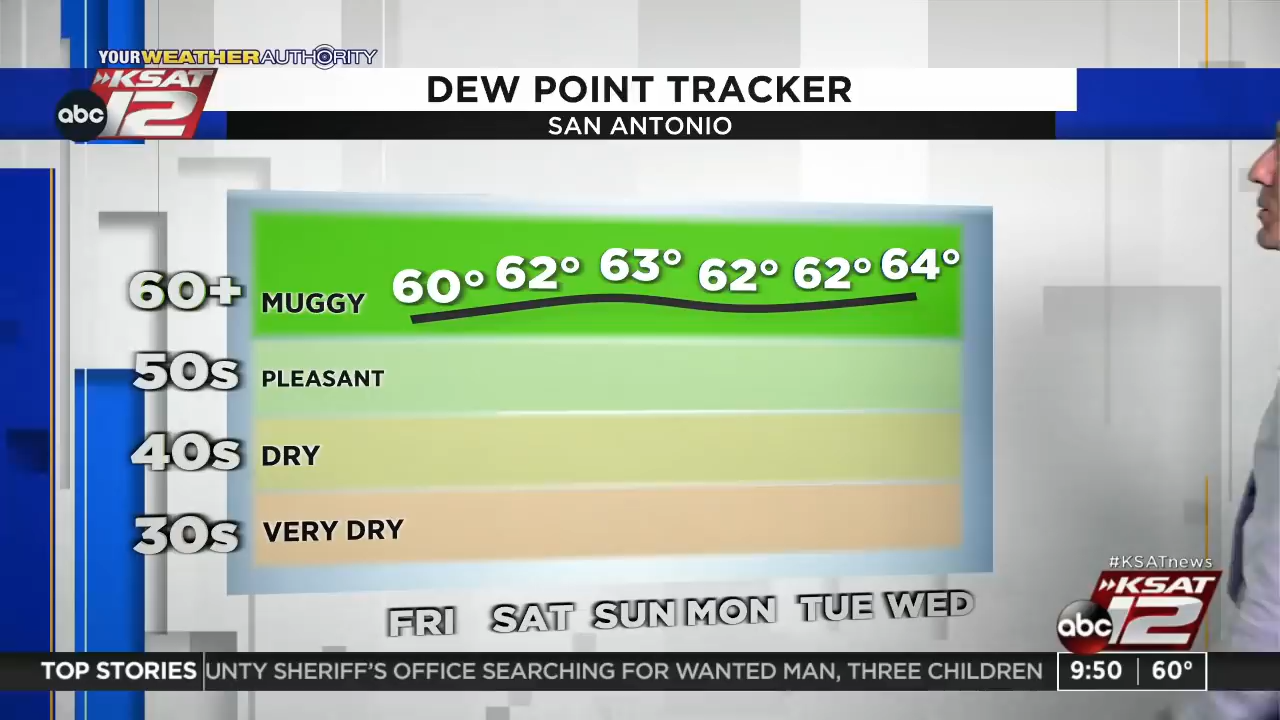 YOUR WEATHER AUTHORITY
KSAT
abc 12
DEW POINT TRACKER
SAN ANTONIO
60° 62° 63° 62° 62° 64°
60+ MUGGY
50s PLEASANT
40s DRY
30s VERY DRY
FRI SAT SUN MON TUE WED
#KSATnews
KSAT
abc 12
TOP STORIES UNTY SHERIFF'S OFFICE SEARCHING FOR WANTED MAN, THREE CHILDREN 9:50 60°